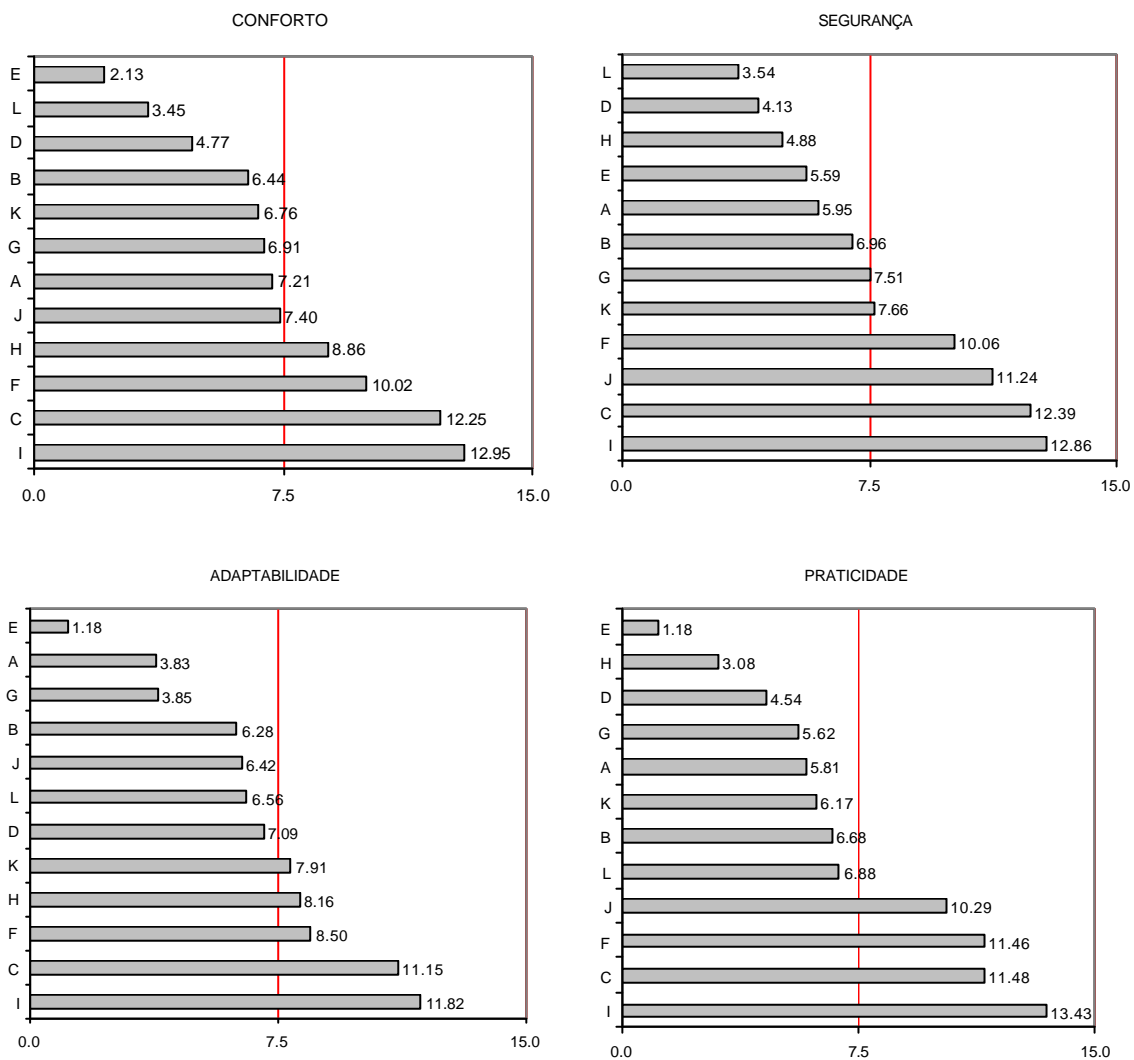 CONFORTO
E 2.13
L 3.45
D 4.77
B 6.44
K 6.76
G 6.91
A 7.21
J 7.40
H 8.86
F 10.02
C 12.25
I 12.95
0.0 7.5 15.0
SEGURANÇA
L 3.54
D 4.13
H 4.88
E 5.59
A 5.95
B 6.96
G 7.51
K 7.66
F 10.06
J 11.24
C 12.39
I 12.86
0.0 7.5 15.0
ADAPTABILIDADE
E 1.18
A 3.83
G 3.85
B 6.28
J 6.42
L 6.56
D 7.09
K 7.91
H 8.16
F 8.50
C 11.15
I 11.82
0.0 7.5 15.0
PRATICIDADE
E 1.18
H 3.08
D 4.54
G 5.62
A 5.81
K 6.17
B 6.68
L 6.88
J 10.29
F 11.46
C 11.48
I 13.43
0.0 7.5 15.0